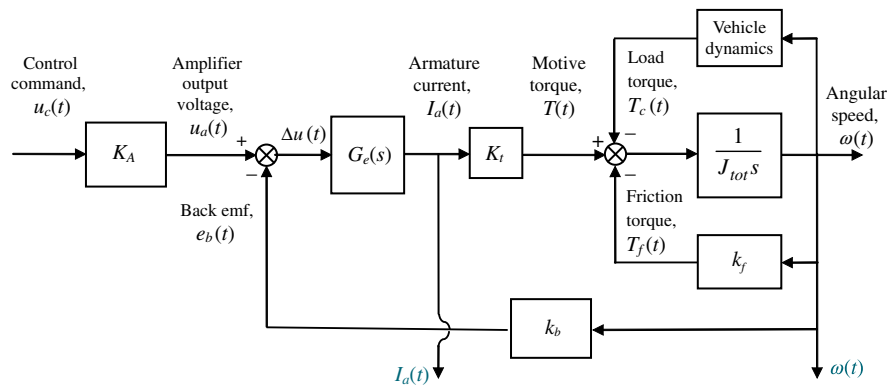 Control
command,
u_c(t)
K_A
Amplifier
output
voltage,
u_a(t)
+
−
Δu(t)
Back emf,
e_b(t)
G_e(s)
Armature
current,
I_a(t)
K_t
Motive
torque,
T(t)
+
−
−
Load
torque,
T_c(t)
Vehicle
dynamics
1
J_tot s
Angular
speed,
ω(t)
Friction
torque,
T_f(t)
k_f
k_b
I_a(t)
ω(t)